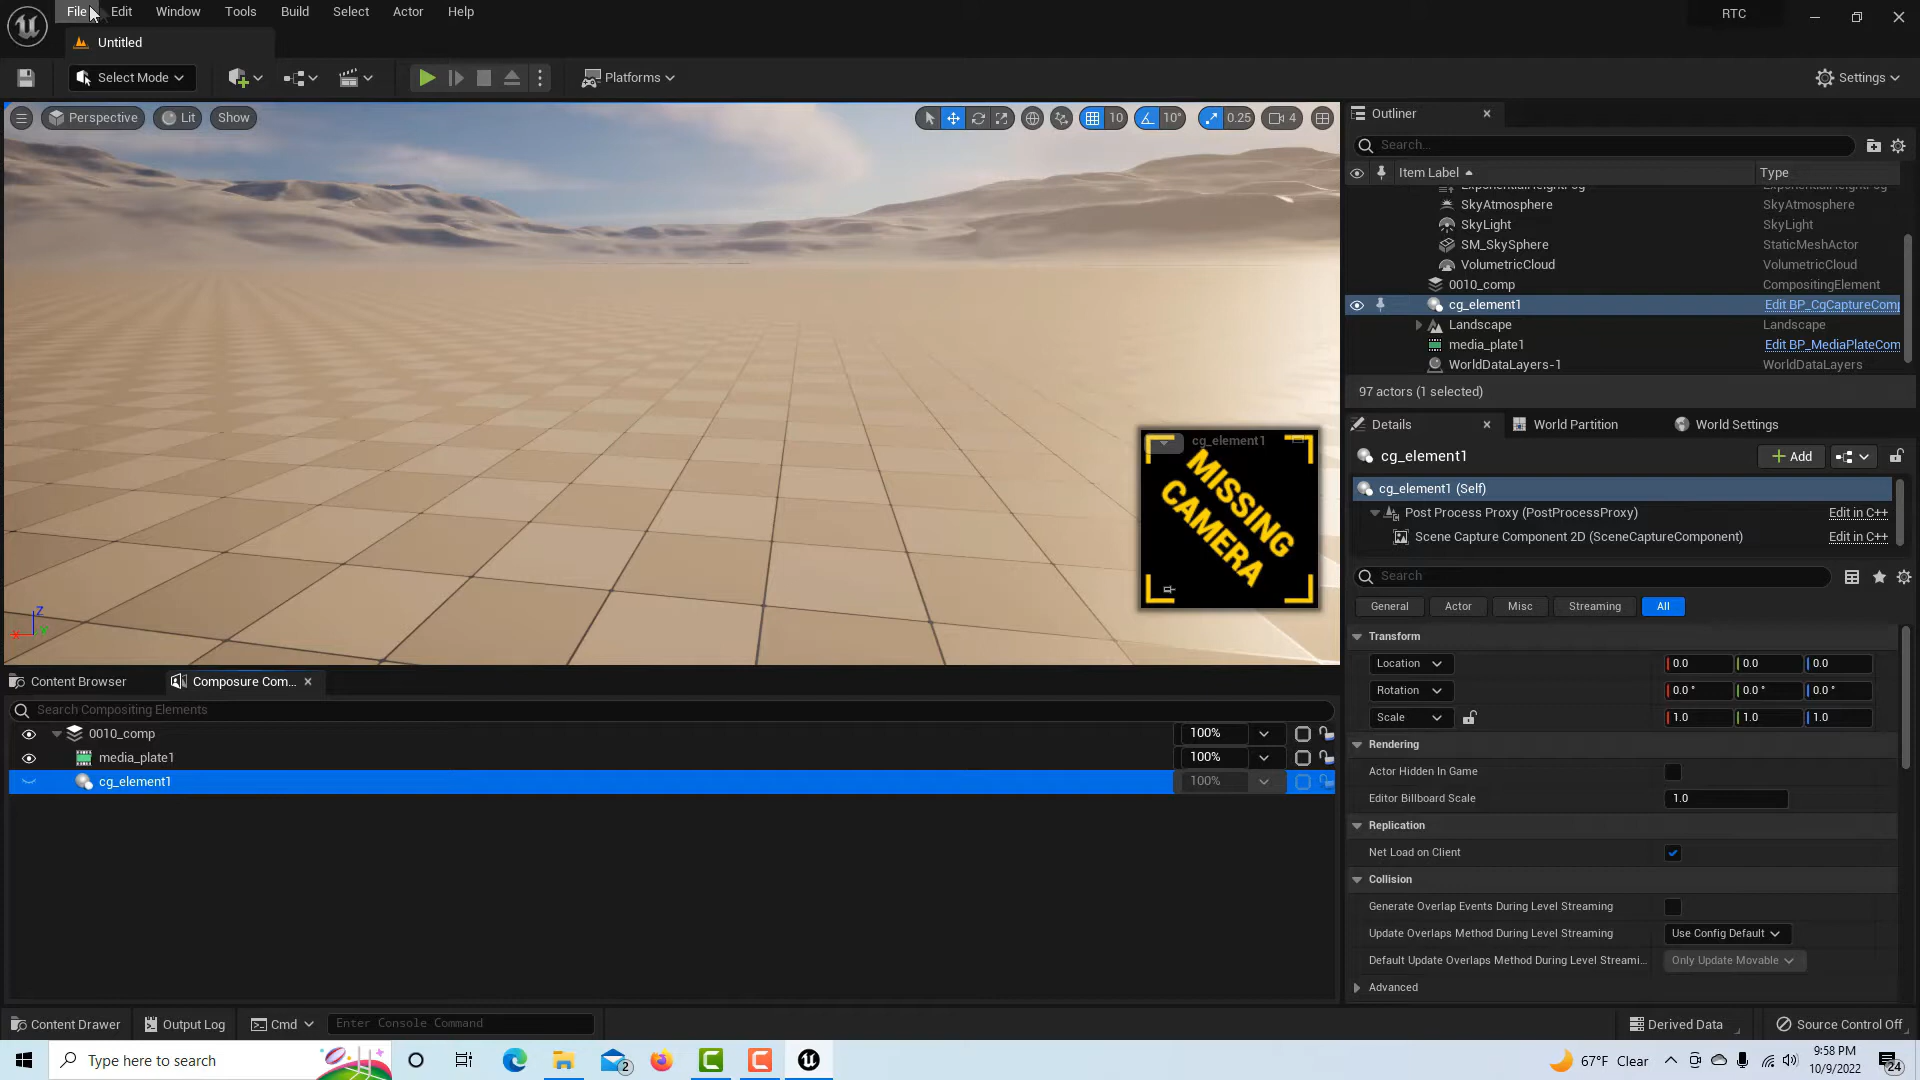 File Edit Window Tools Build Select Actor Help RTC
Untitled
Select Mode Platforms Settings
Perspective Lit Show 10 10° 0.25 4
Outliner
Search...
Item Label Type
ExponentialHeightFog ExponentialHeightFog
SkyAtmosphere SkyAtmosphere
SkyLight SkyLight
SM_SkySphere StaticMeshActor
VolumetricCloud VolumetricCloud
0010_comp CompositingElement
cg_element1 Edit BP_CgCaptureComp
Landscape Landscape
media_plate1 Edit BP_MediaPlateCom
WorldDataLayers-1 WorldDataLayers
97 actors (1 selected)
cg_element1
MISSING
CAMERA
Details World Partition World Settings
cg_element1 Add
cg_element1 (Self)
Post Process Proxy (PostProcessProxy) Edit in C++
Scene Capture Component 2D (SceneCaptureComponent) Edit in C++
Search
General Actor Misc Streaming All
Transform
Location 0.0 0.0 0.0
Rotation 0.0 ° 0.0 ° 0.0 °
Scale 1.0 1.0 1.0
Rendering
Actor Hidden In Game
Editor Billboard Scale 1.0
Replication
Net Load on Client
Collision
Generate Overlap Events During Level Streaming
Update Overlaps Method During Level Streaming Use Config Default
Default Update Overlaps Method During Level Streami... Only Update Movable
Advanced
Z
X Y
Content Browser Composure Com...
Search Compositing Elements
0010_comp 100%
media_plate1 100%
cg_element1 100%
Content Drawer Output Log Cmd Enter Console Command Derived Data Source Control Off
Type here to search 2 67°F Clear 9:58 PM
10/9/2022 24